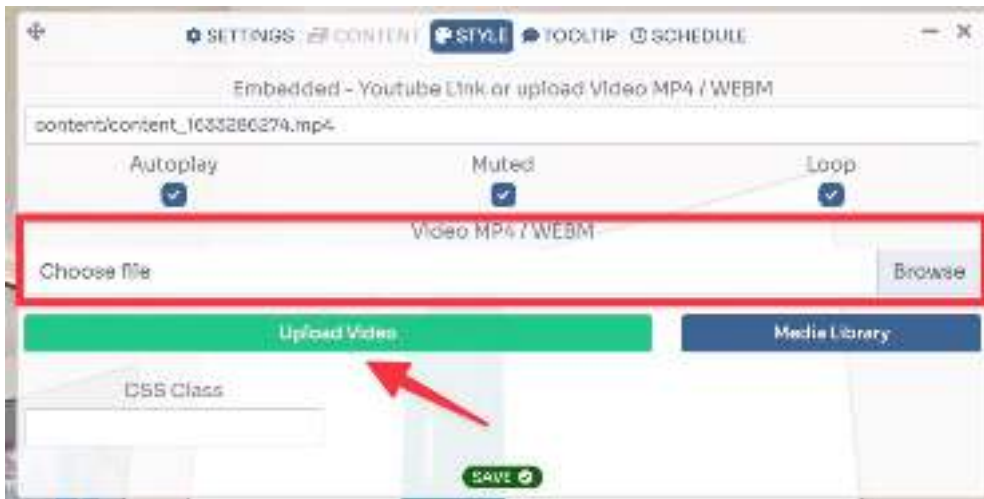 SETTINGS CONTENT STYLE TOOLTIP SCHEDULE
Embedded - Youtube Link or upload Video MP4 / WEBM
content/content_1633286274.mp4
Autoplay Muted Loop
Video MP4 / WEBM
Choose file Browse
Upload Video Media Library
CSS Class
SAVE